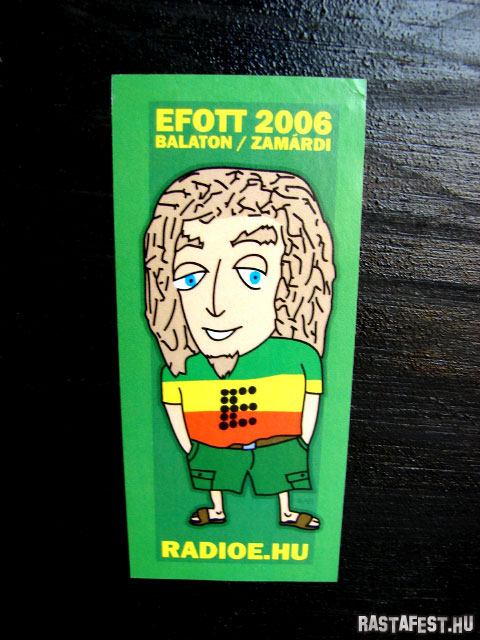 EFOTT 2006
BALATON / ZAMÁRDI
E
RADIOE.HU
RASTAFEST.HU